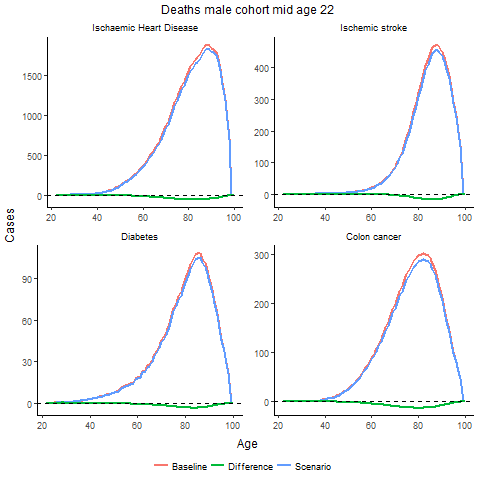 Deaths male cohort mid age 22
Ischaemic Heart Disease
Ischemic stroke
1500
1000
500
0
20 40 60 80 100
400
300
200
100
0
20 40 60 80 100
Cases
Diabetes
Colon cancer
90
60
30
0
20 40 60 80 100
300
200
100
0
20 40 60 80 100
Age
Baseline Difference Scenario